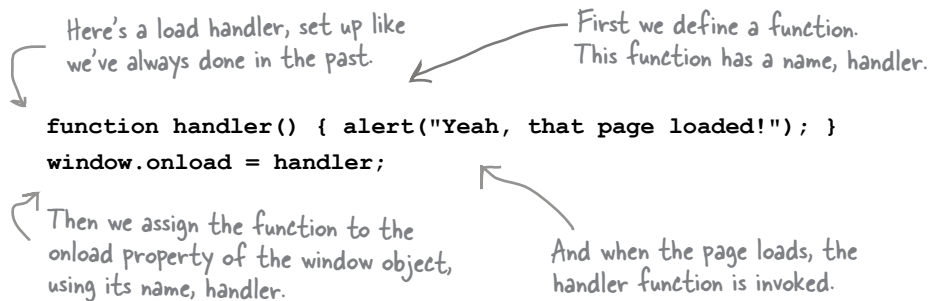 Here's a load handler, set up like
we've always done in the past.
First we define a function.
This function has a name, handler.
function handler() { alert("Yeah, that page loaded!"); }
window.onload = handler;
Then we assign the function to the
onload property of the window object,
using its name, handler.
And when the page loads, the
handler function is invoked.